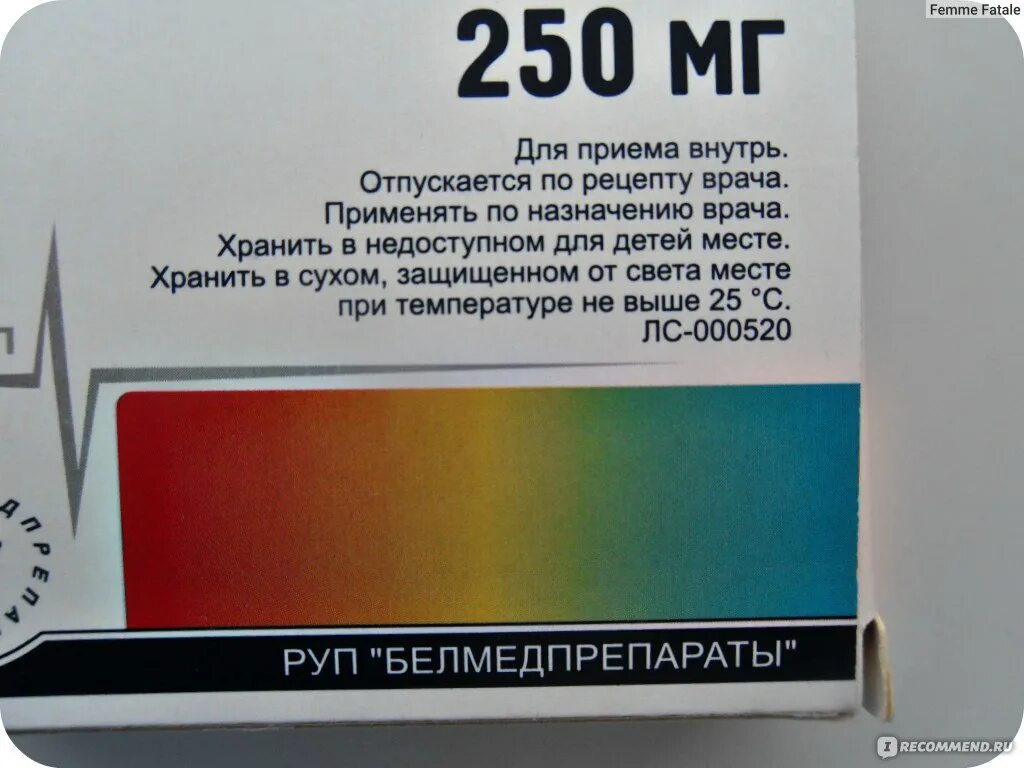 Femme Fatale
250 мг
Для приема внутрь.
Отпускается по рецепту врача.
Применять по назначению врача.
Хранить в недоступном для детей месте.
Хранить в сухом, защищенном от света месте
при температуре не выше 25 °С.
ЛС-000520
РУП "БЕЛМЕДПРЕПАРАТЫ"
IRECOMMEND.RU